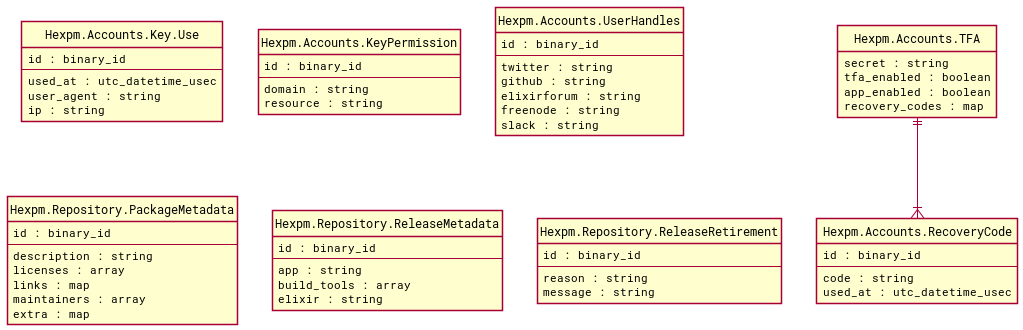 Hexpm.Accounts.Key.Use
id : binary_id
used_at : utc_datetime_usec
user_agent : string
ip : string
Hexpm.Accounts.KeyPermission
id : binary_id
domain : string
resource : string
Hexpm.Accounts.UserHandles
id : binary_id
twitter : string
github : string
elixirforum : string
freenode : string
slack : string
Hexpm.Accounts.TFA
secret : string
tfa_enabled : boolean
app_enabled : boolean
recovery_codes : map
Hexpm.Repository.PackageMetadata
id : binary_id
description : string
licenses : array
links : map
maintainers : array
extra : map
Hexpm.Repository.ReleaseMetadata
id : binary_id
app : string
build_tools : array
elixir : string
Hexpm.Repository.ReleaseRetirement
id : binary_id
reason : string
message : string
Hexpm.Accounts.RecoveryCode
id : binary_id
code : string
used_at : utc_datetime_usec